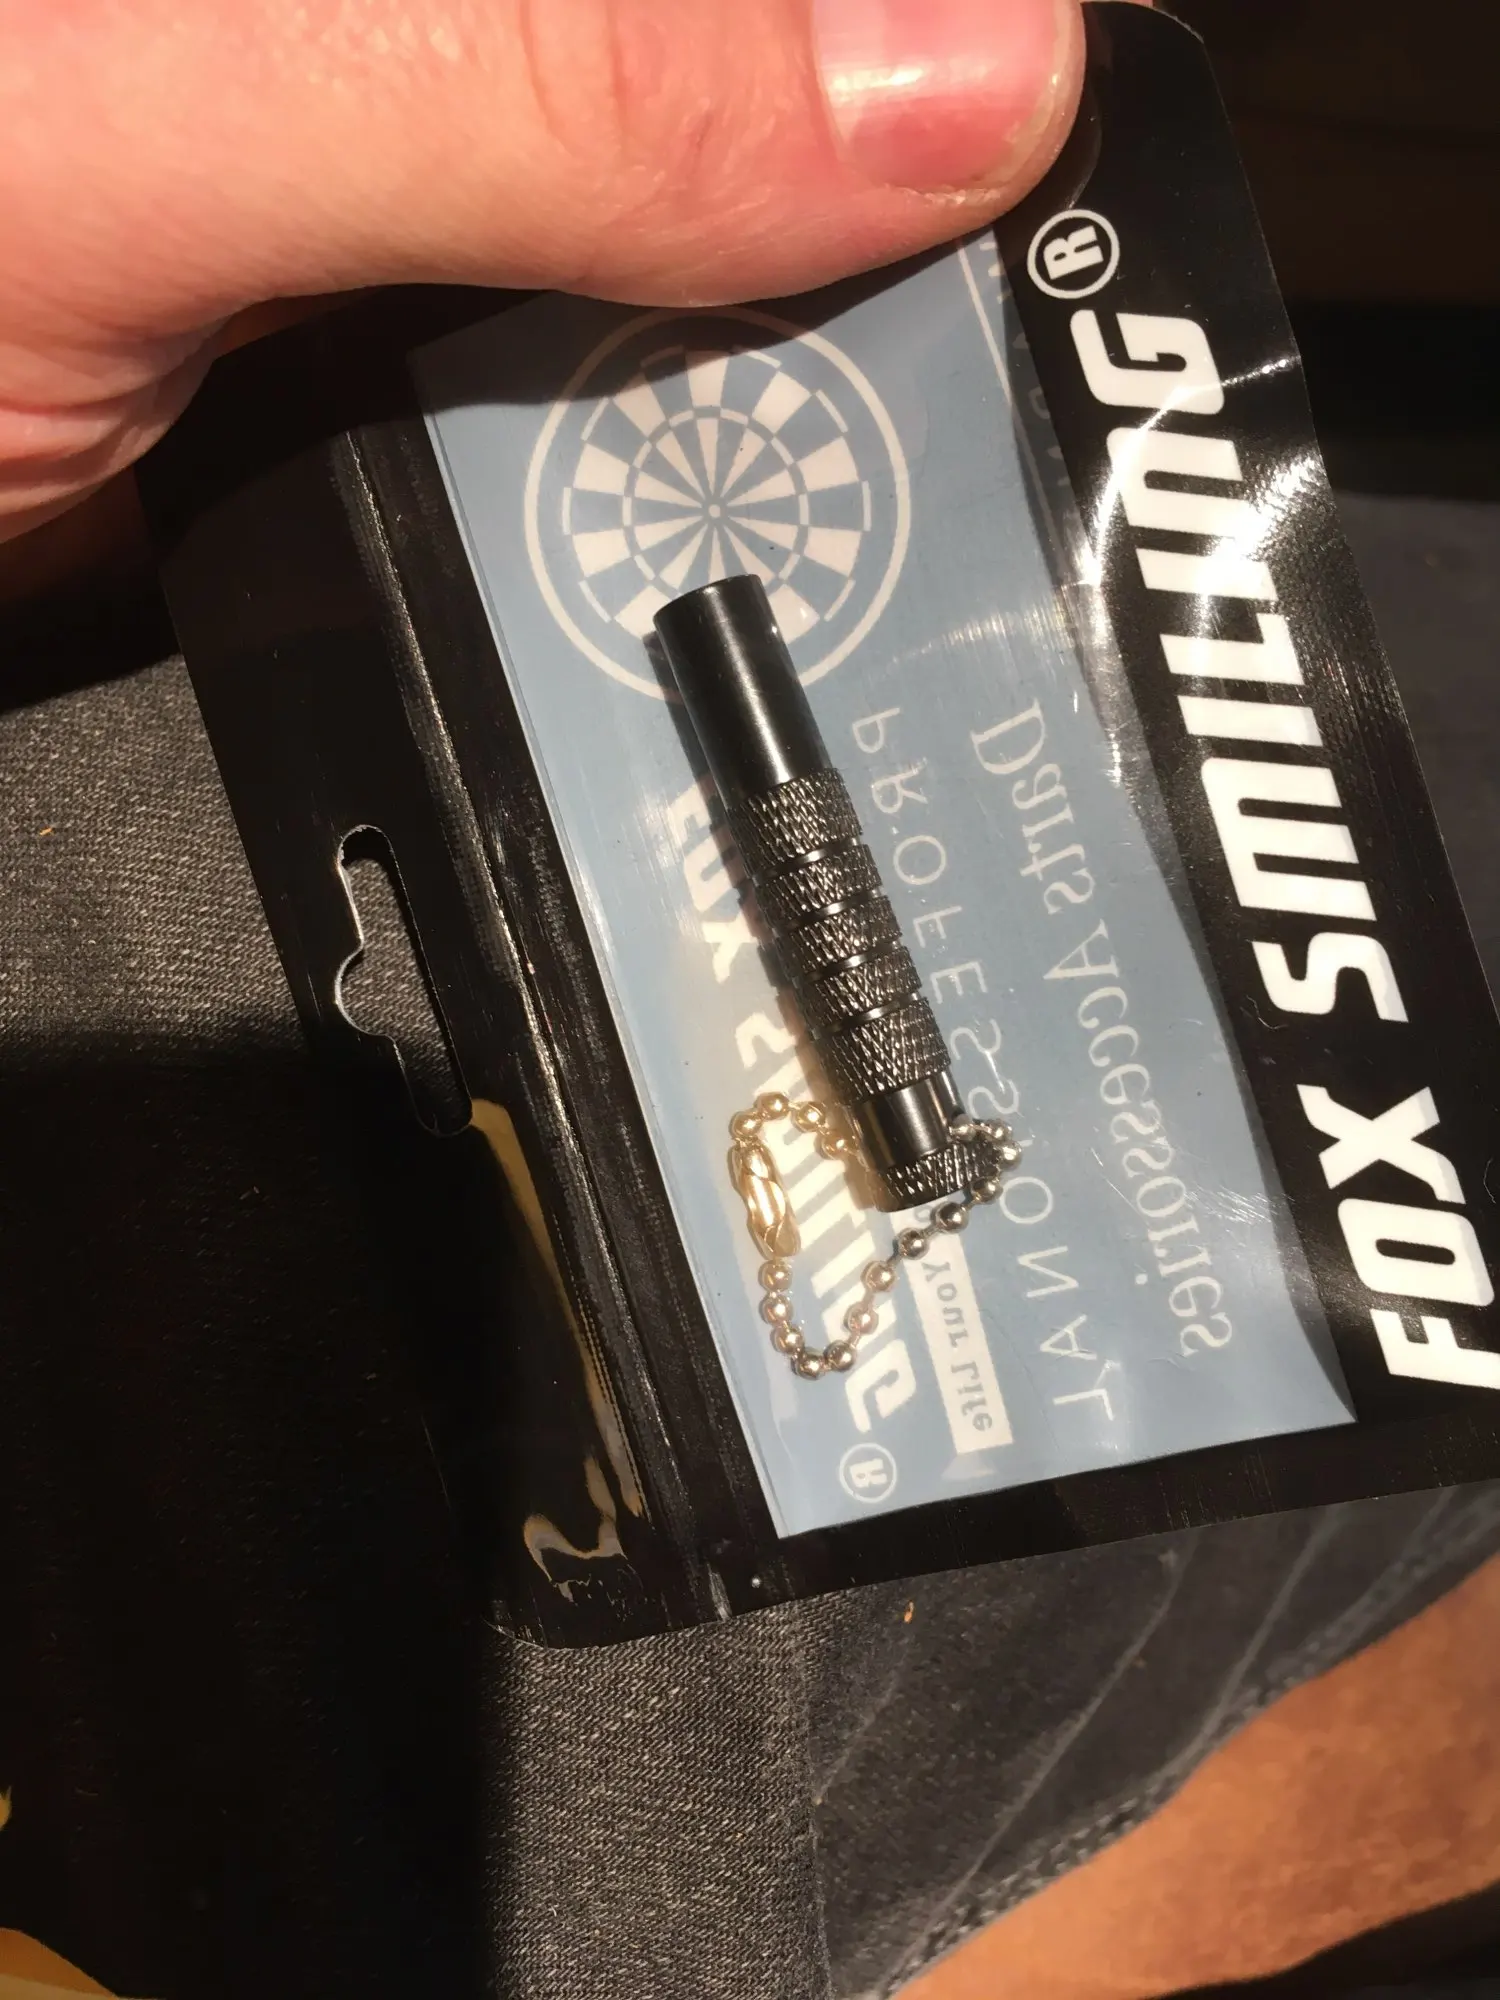 FOX SMILING®
FOX SMILING®
Your Life
PROFESSIONAL
Darts Accessories